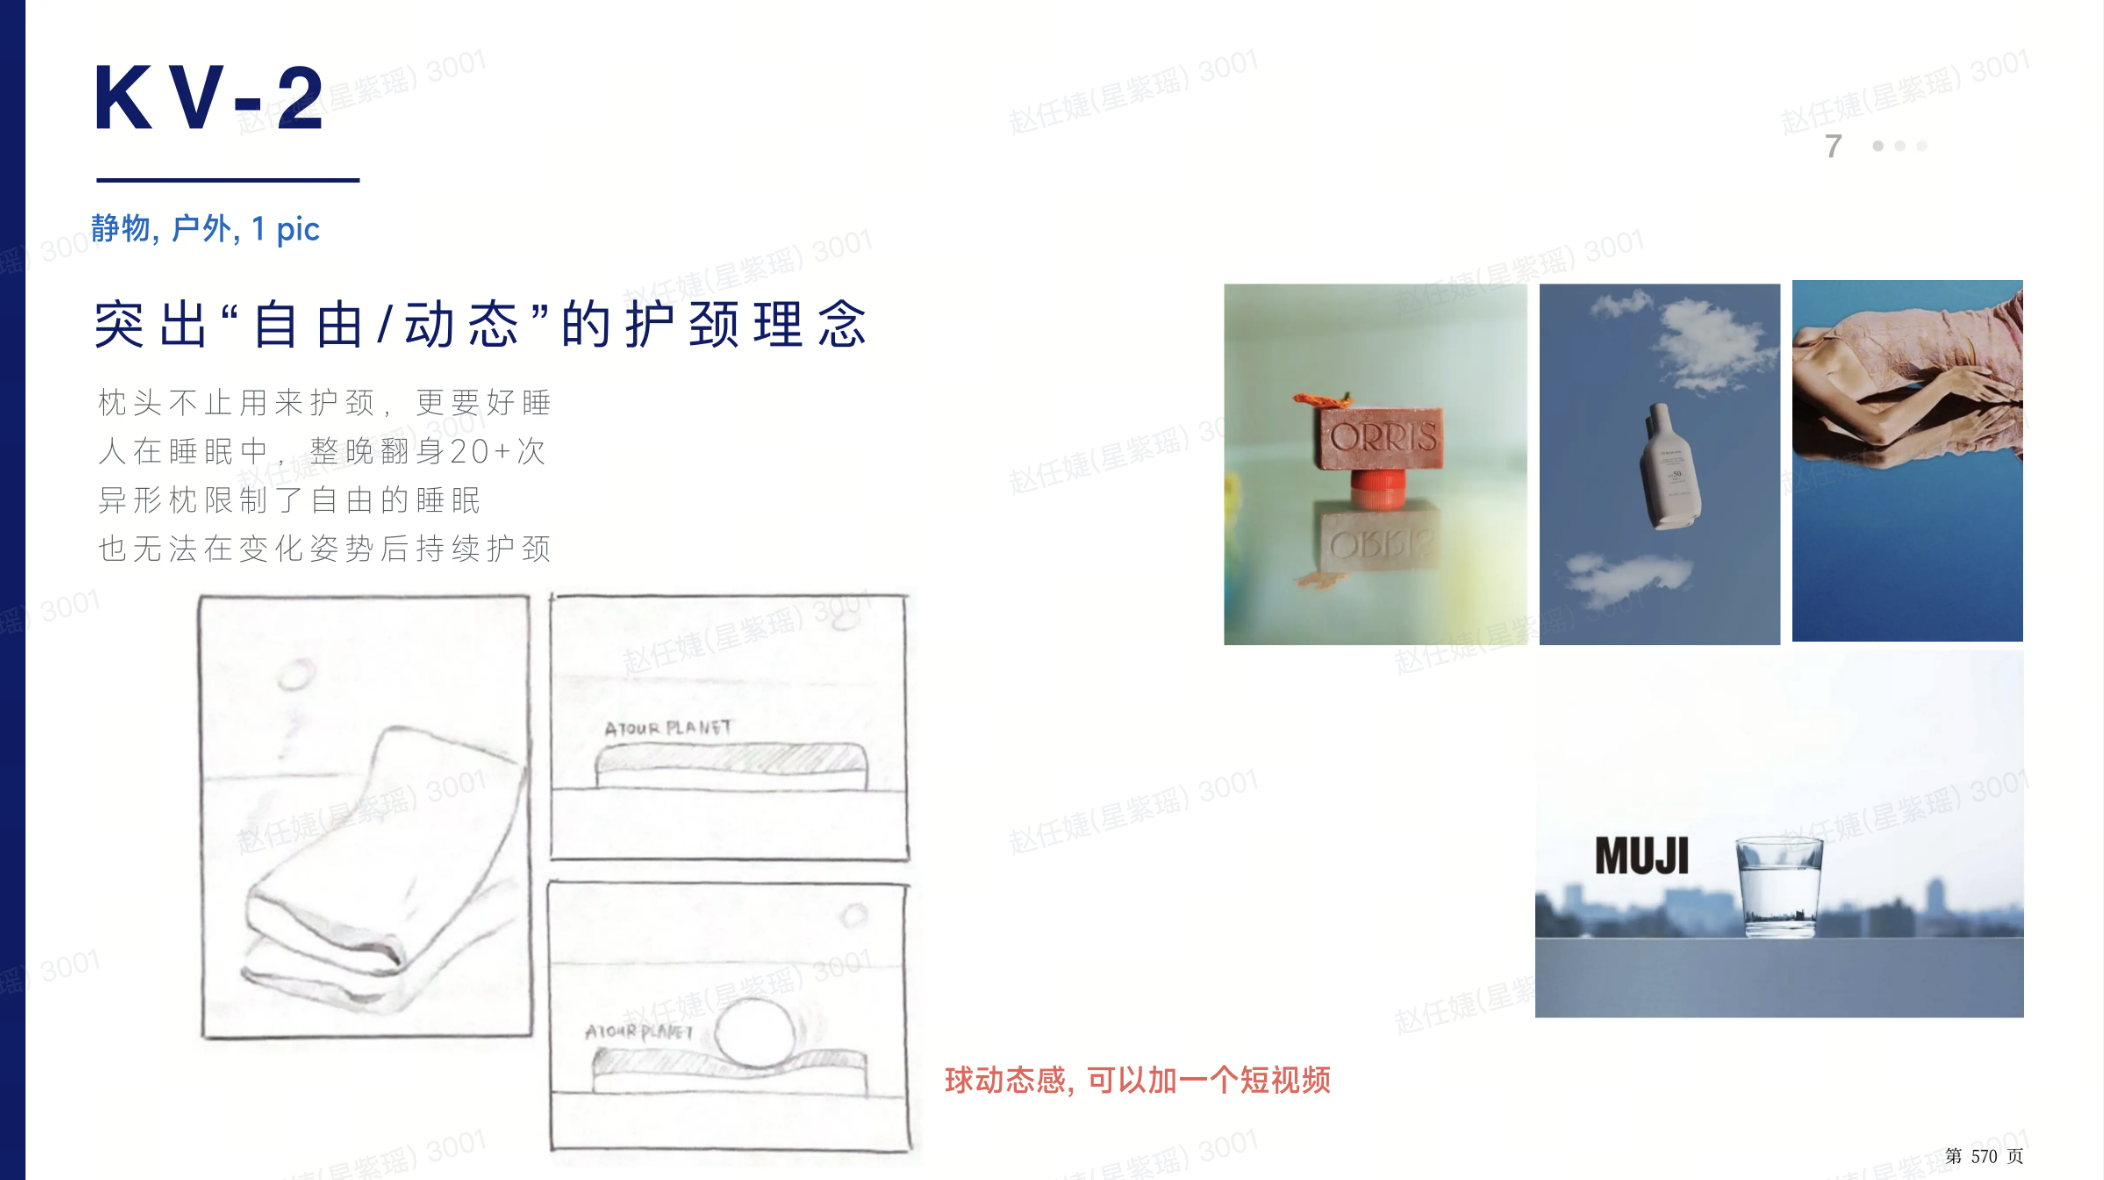 KV-2
7
静物, 户外, 1 pic
突出“自由/动态”的护颈理念
枕头不止用来护颈，更要好睡
人在睡眠中，整晚翻身20+次
异形枕限制了自由的睡眠
也无法在变化姿势后持续护颈
ORRIS
ATOUR PLANET
MUJI
ATOUR PLANET
球动态感, 可以加一个短视频
第 570 页
赵任婕(星紫瑶) 3001